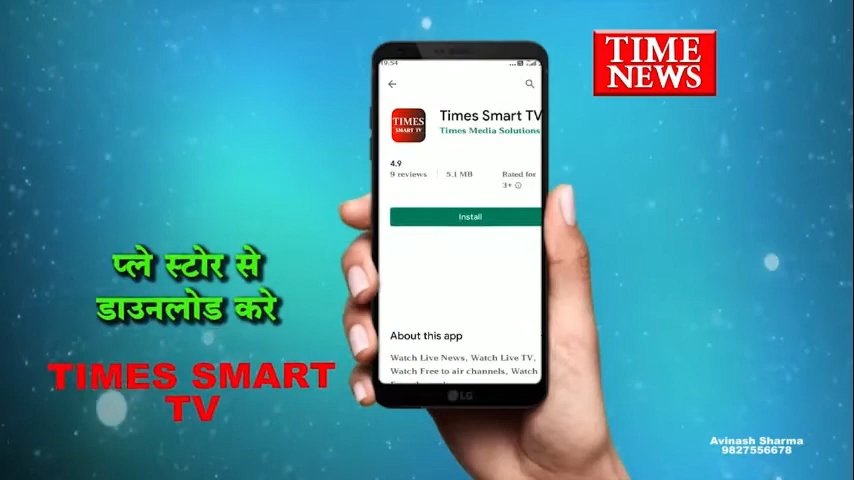 TIME
NEWS
19:54
Times Smart TV
TIMES
SMART TV
Times Media Solutions
4.9
9 reviews
5.1 MB
Rated for
3+
Install
प्ले स्टोर से
डाउनलोड करे
About this app
TIMES SMART
TV
Watch Live News, Watch Live TV,
Watch Free to air channels, Watch
LG
Avinash Sharma
9827556678